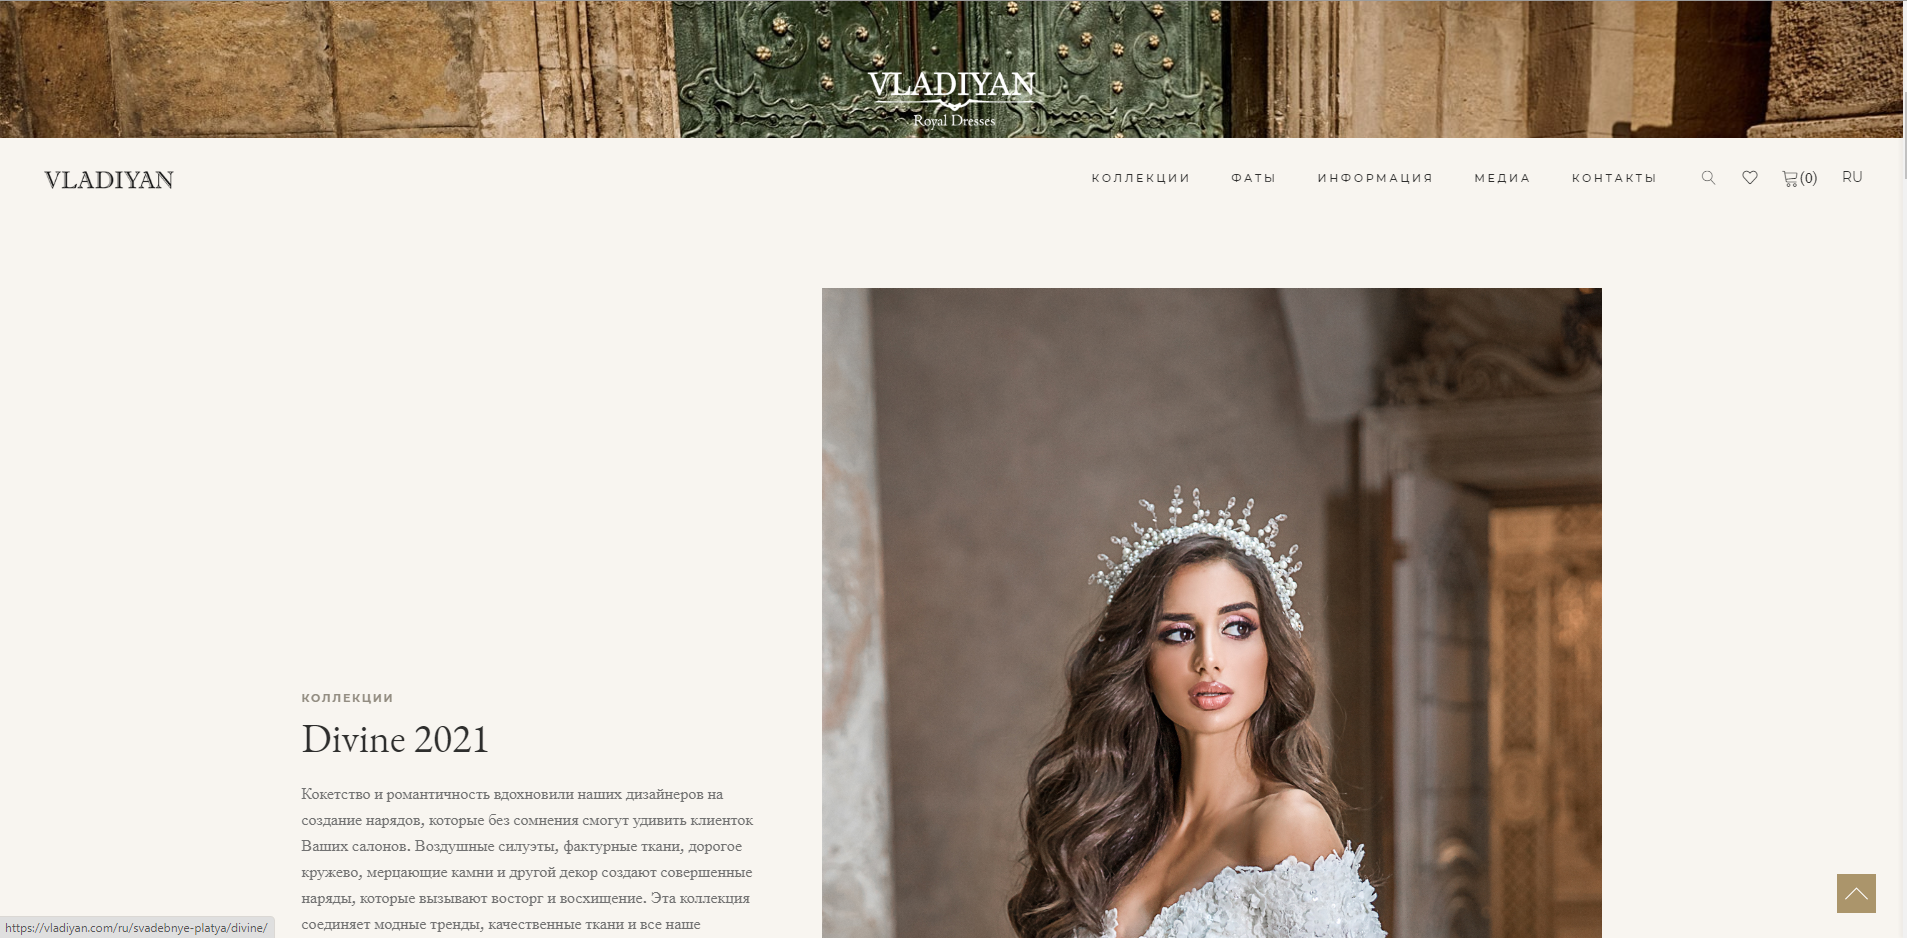 VLADIYAN
Royal Dresses
VLADIYAN
КОЛЛЕКЦИИ ФАТЫ ИНФОРМАЦИЯ МЕДИА КОНТАКТЫ (0) RU
КОЛЛЕКЦИИ
Divine 2021
Кокетство и романтичность вдохновили наших дизайнеров на
создание нарядов, которые без сомнения смогут удивить клиенток
Ваших салонов. Воздушные силуэты, фактурные ткани, дорогое
кружево, мерцающие камни и другой декор создают совершенные
наряды, которые вызывают восторг и восхищение. Эта коллекция
соединяет модные тренды, качественные ткани и все наше
https://vladiyan.com/ru/svadebnye-platya/divine/